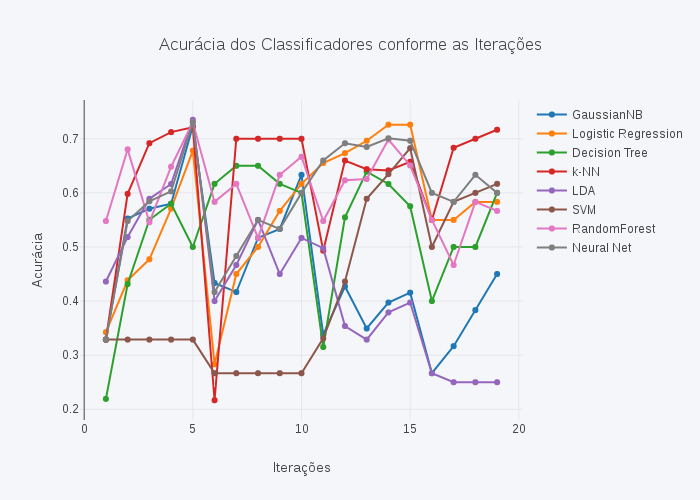 Acurácia dos Classificadores conforme as Iterações
Acurácia
0.7
0.6
0.5
0.4
0.3
0.2
0
5
10
15
20
Iterações
GaussianNB
Logistic Regression
Decision Tree
k-NN
LDA
SVM
RandomForest
Neural Net